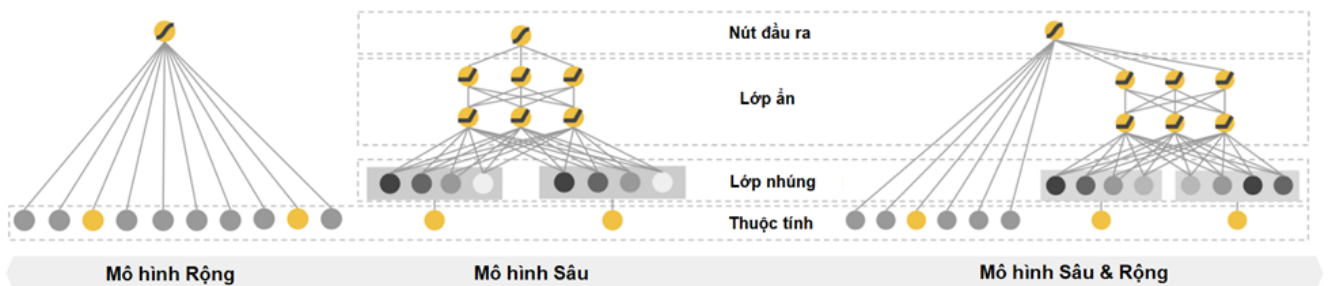 Nút đầu ra
Lớp ẩn
Lớp nhúng
Thuộc tính
Mô hình Rộng
Mô hình Sâu
Mô hình Sâu & Rộng